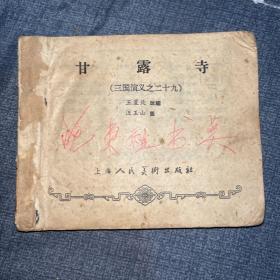 甘露寺
(三国演义之二十九)
王星北 改编
汪玉山 画
上海人民美術出版社